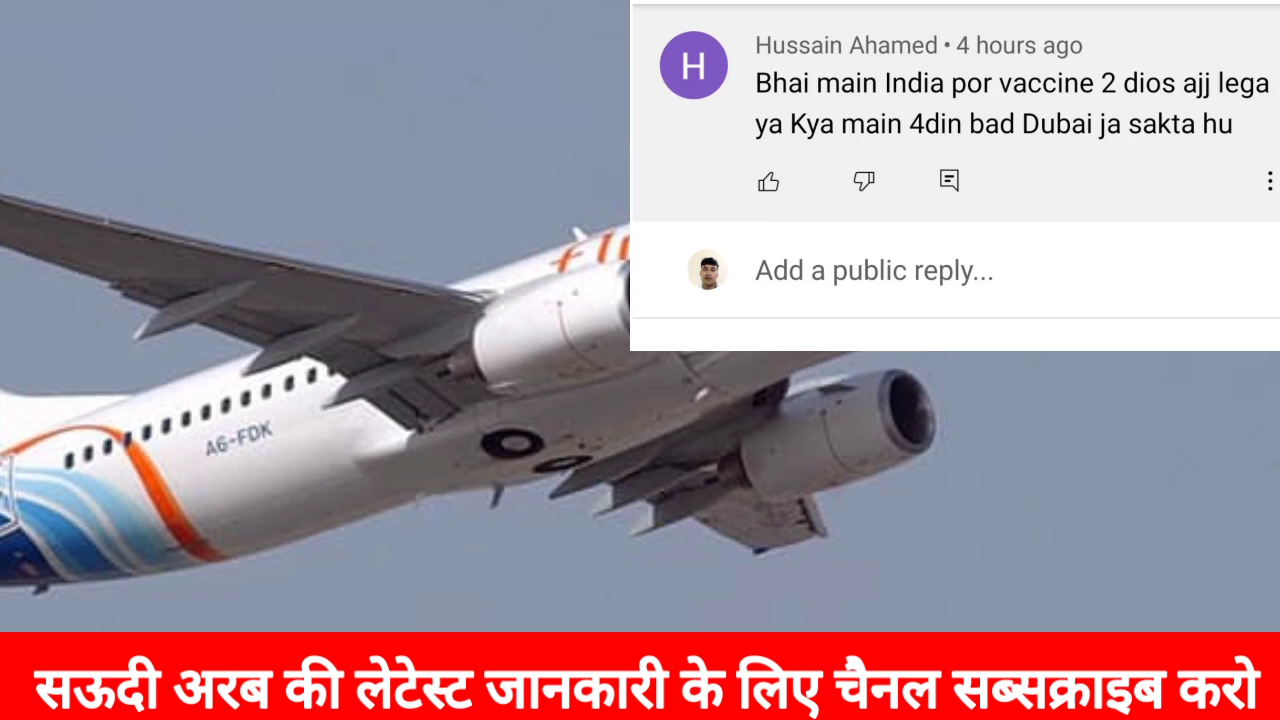 Hussain Ahamed • 4 hours ago
Bhai main India por vaccine 2 dios ajj lega
ya Kya main 4din bad Dubai ja sakta hu
H
Add a public reply...
A6-FDK
सऊदी अरब की लेटेस्ट जानकारी के लिए चैनल सब्सक्राइब करो